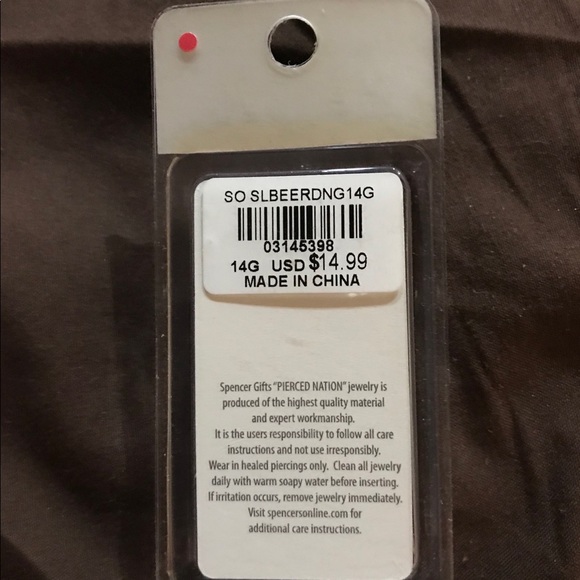 SO SLBEERDNG14G
03145398
14G USD $14.99
MADE IN CHINA
Spencer Gifts "PIERCED NATION" jewelry is
produced of the highest quality material
and expert workmanship.
It is the users responsibility to follow all care
instructions and not use irresponsibly.
Wear in healed piercings only. Clean all jewelry
daily with warm soapy water before inserting.
If irritation occurs, remove jewelry immediately.
Visit spencersonline.com for
additional care instructions.